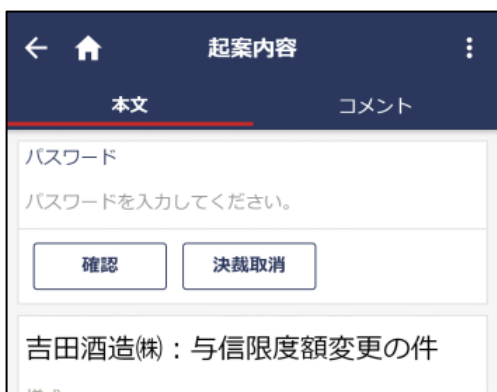 起案内容
本文 コメント
パスワード
パスワードを入力してください。
確認 決裁取消
吉田酒造㈱：与信限度額変更の件